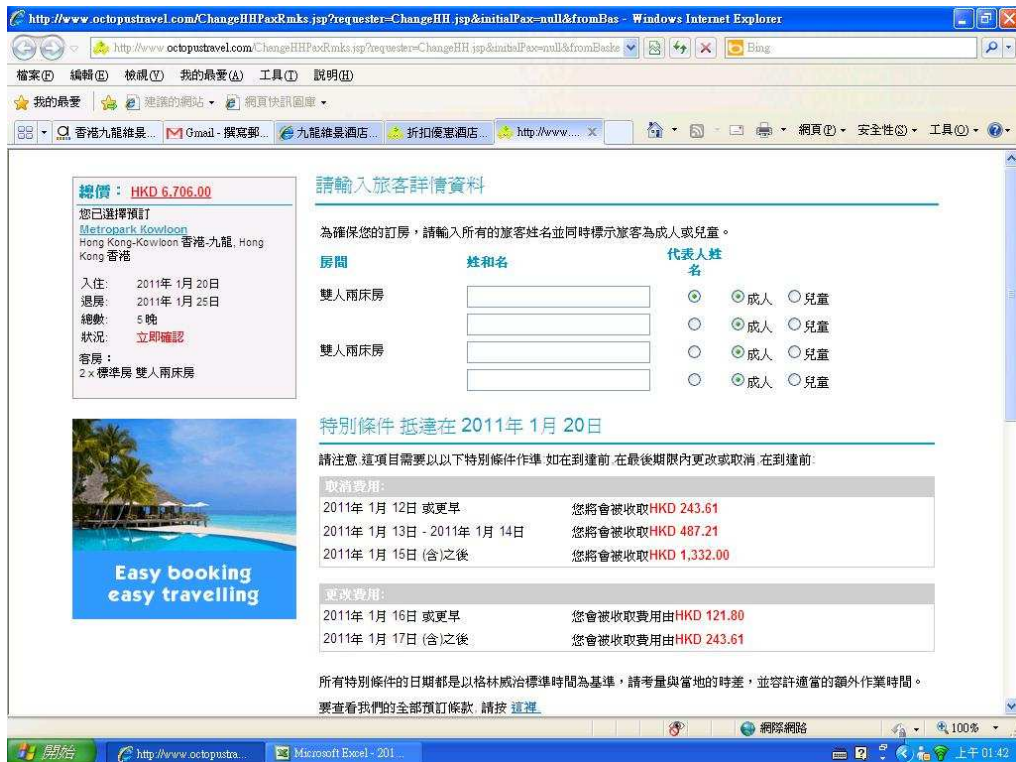 http://www.octopustravel.com/ChangeHHPaxRmks.jsp?requester=ChangeHH.jsp&initialPax=null&fromBas - Windows Internet Explorer
http://www.octopustravel.com/ChangeHHPaxRmks.jsp?requester=ChangeHH.jsp&initialPax=null&fromBaske
Bing
檔案(F) 編輯(E) 檢視(V) 我的最愛(A) 工具(T) 說明(H)
我的最愛 建議的網站 網頁快訊圖庫
香港九龍維景... Gmail - 撰寫郵... 九龍維景酒店... 折扣優惠酒店... http://www.... X 網頁(P) 安全性(S) 工具(O)
總價： HKD 6,706.00
您已選擇預訂
Metropark Kowloon
Hong Kong-Kowloon 香港-九龍, Hong
Kong 香港
入住: 2011年 1月 20日
退房: 2011年 1月 25日
總數: 5 晚
狀況: 立即確認
客房：
2 x 標準房 雙人兩床房
Easy booking
easy travelling
請輸入旅客詳情資料
為確保您的訂房，請輸入所有的旅客姓名並同時標示旅客為成人或兒童。
房間 姓和名 代表人姓
名
雙人兩床房 成人 兒童
成人 兒童
雙人兩床房 成人 兒童
成人 兒童
特別條件 抵達在 2011年 1月 20日
請注意,這項目需要以以下特別條件作準:如在到達前,在最後期限內更改或取消,在到達前:
取消費用:
2011年 1月 12日 或更早 您將會被收取HKD 243.61
2011年 1月 13日 - 2011年 1月 14日 您將會被收取HKD 487.21
2011年 1月 15日 (含)之後 您將會被收取HKD 1,332.00
更改費用:
2011年 1月 16日 或更早 您會被收取費用由HKD 121.80
2011年 1月 17日 (含)之後 您會被收取費用由HKD 243.61
所有特別條件的日期都是以格林威治標準時間為基準，請考量與當地的時差，並容許適當的額外作業時間。
要查看我們的全部預訂條款, 請按 這裡
網際網路 100%
開始 http://www.octopustra... Microsoft Excel - 201... 上午 01:42